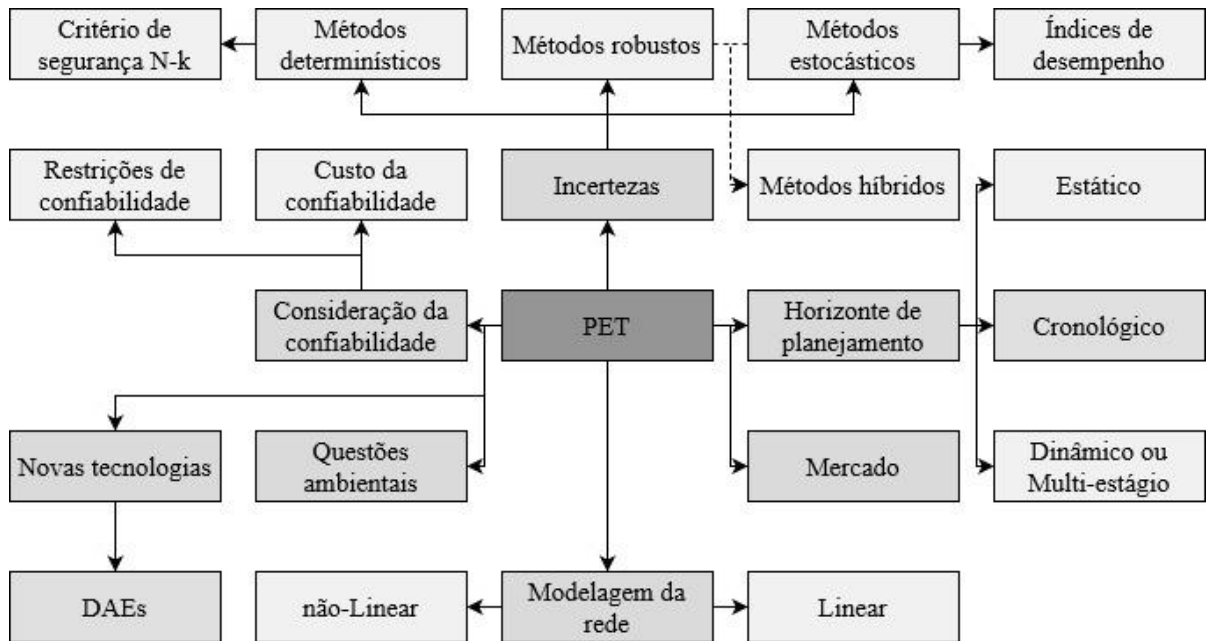 Critério de
segurança N-k
Métodos
determinísticos
Métodos robustos
Métodos
estocásticos
Índices de
desempenho
Restrições de
confiabilidade
Custo da
confiabilidade
Incertezas
Métodos híbridos
Estático
Consideração da
confiabilidade
PET
Horizonte de
planejamento
Cronológico
Novas tecnologias
Questões
ambientais
Mercado
Dinâmico ou
Multi-estágio
DAEs
não-Linear
Modelagem da
rede
Linear